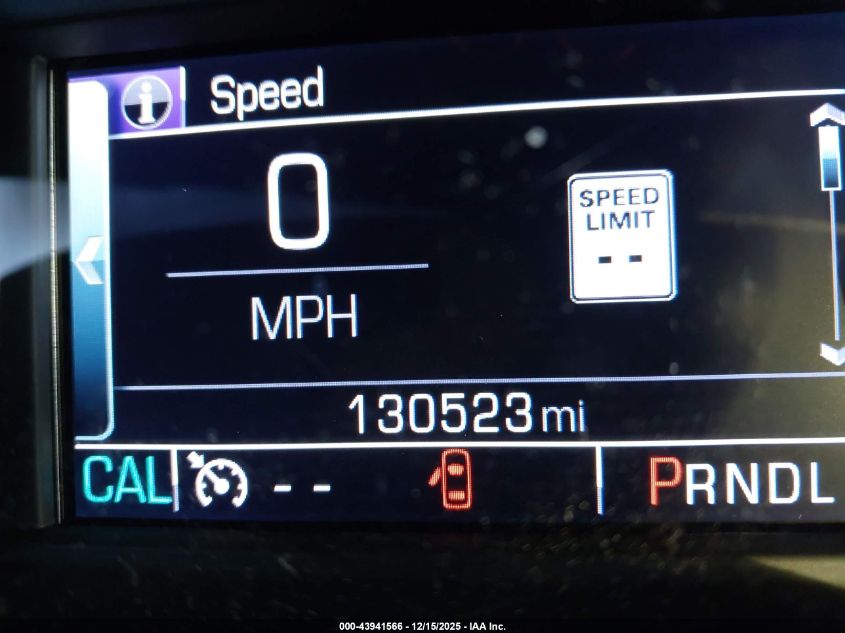 Speed
0
SPEED
LIMIT
--
MPH
130523 mi
CAL -- PRNDL
000-43941566 - 12/15/2025 - IAA Inc.